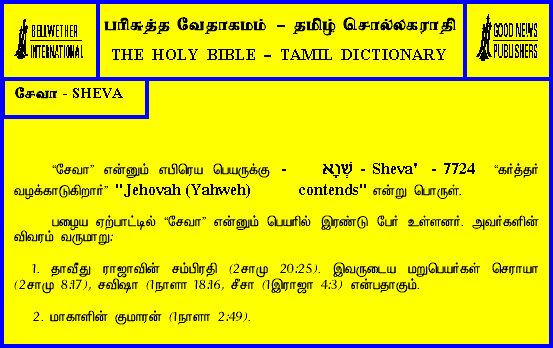 BELLWETHER
INTERNATIONAL
பரிசுத்த வேதாகமம் – தமிழ் சொல்லகராதி
THE HOLY BIBLE – TAMIL DICTIONARY
GOOD NEWS
PUBLISHERS
சேவா - SHEVA
“சேவா” என்னும் எபிரெய பெயருக்கு - שְׁוָא - Sheva' - 7724 “கர்த்தர்
வழக்காடுகிறார்” "Jehovah (Yahweh) contends" என்று பொருள்.
பழைய ஏற்பாட்டில் “சேவா” என்னும் பெயரில் இரண்டு பேர் உள்ளனர். அவர்களின்
விவரம் வருமாறு:
1. தாவீது ராஜாவின் சம்பிரதி (2சாமு 20:25). இவருடைய மறுபெயர்கள் செராயா
(2சாமு 8:17), சவிஷா (1நாளா 18:16, சீசா (1இராஜா 4:3) என்பதாகும்.
2. மாகாளின் குமாரன் (1நாளா 2:49).